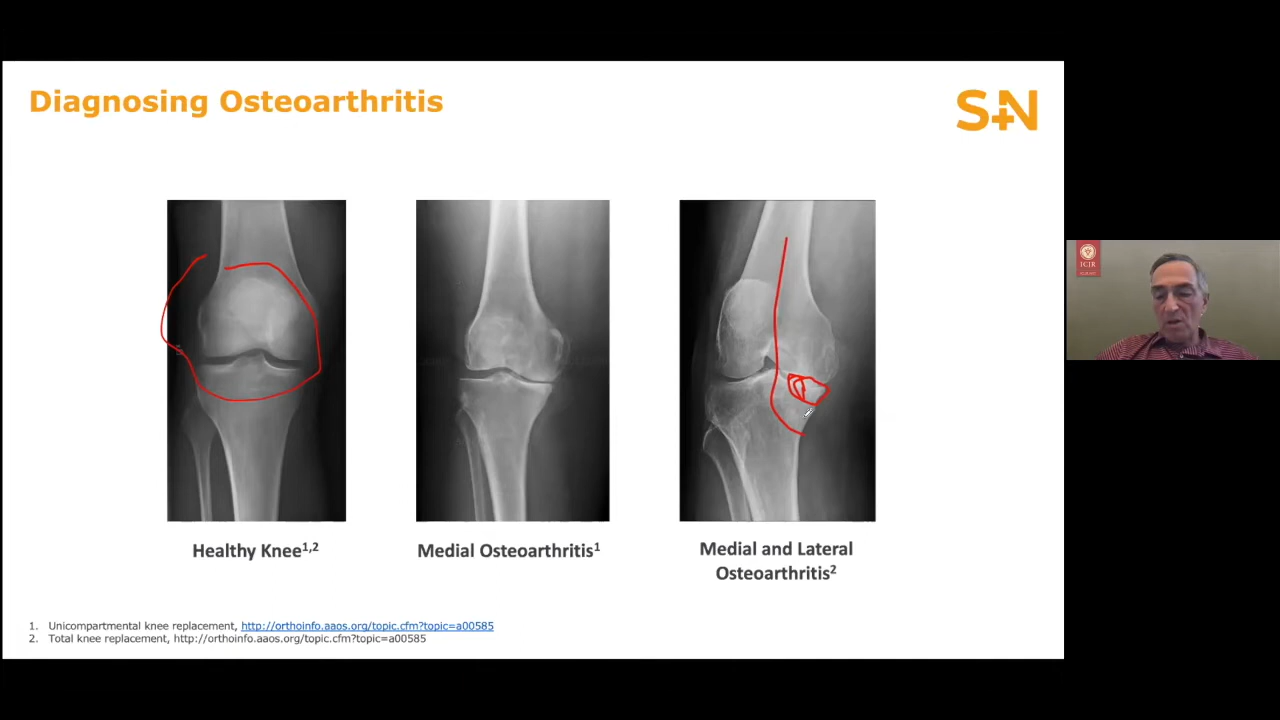 Diagnosing Osteoarthritis
S+N
ICJR
Healthy Knee1,2
Medial Osteoarthritis1
Medial and Lateral
Osteoarthritis2
1. Unicompartmental knee replacement, http://orthoinfo.aaos.org/topic.cfm?topic=a00585
2. Total knee replacement, http://orthoinfo.aaos.org/topic.cfm?topic=a00585